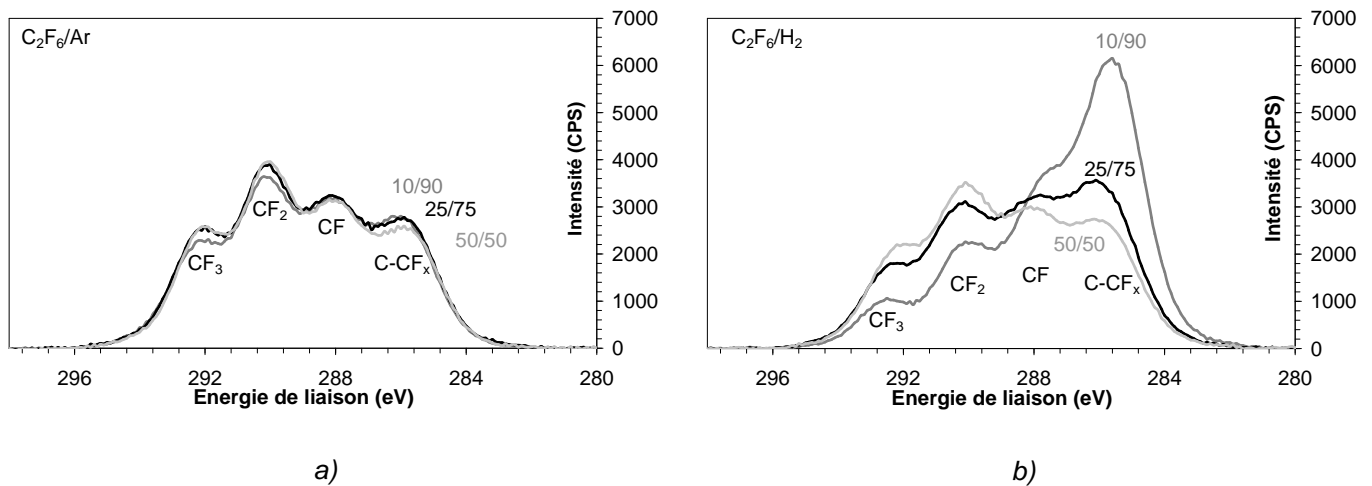 C₂F₆/Ar
7000
6000
5000
4000
3000
2000
1000
0
Intensité (CPS)
10/90
25/75
50/50
CF₃
CF₂
CF
C-CFₓ
296
292
288
284
280
Energie de liaison (eV)
a)
C₂F₆/H₂
7000
6000
5000
4000
3000
2000
1000
0
Intensité (CPS)
10/90
25/75
50/50
CF₃
CF₂
CF
C-CFₓ
296
292
288
284
280
Energie de liaison (eV)
b)